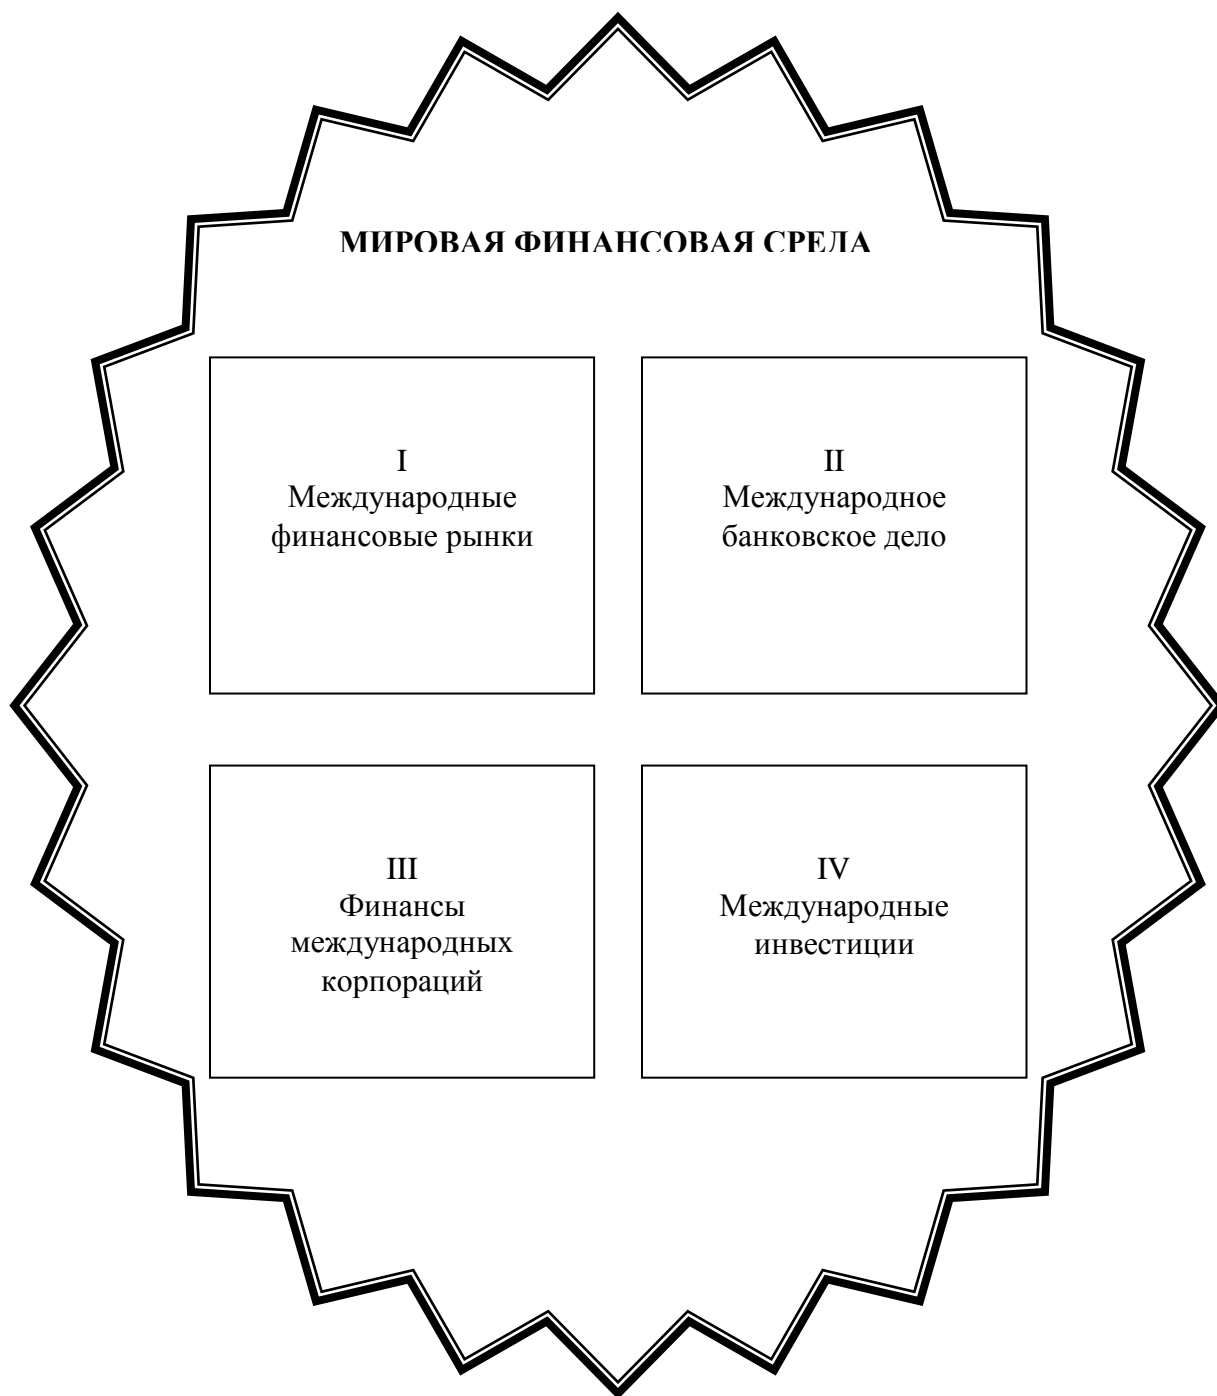 МИРОВАЯ ФИНАНСОВАЯ СРЕДА
I
Международные
финансовые рынки
II
Международное
банковское дело
III
Финансы
международных
корпораций
IV
Международные
инвестиции